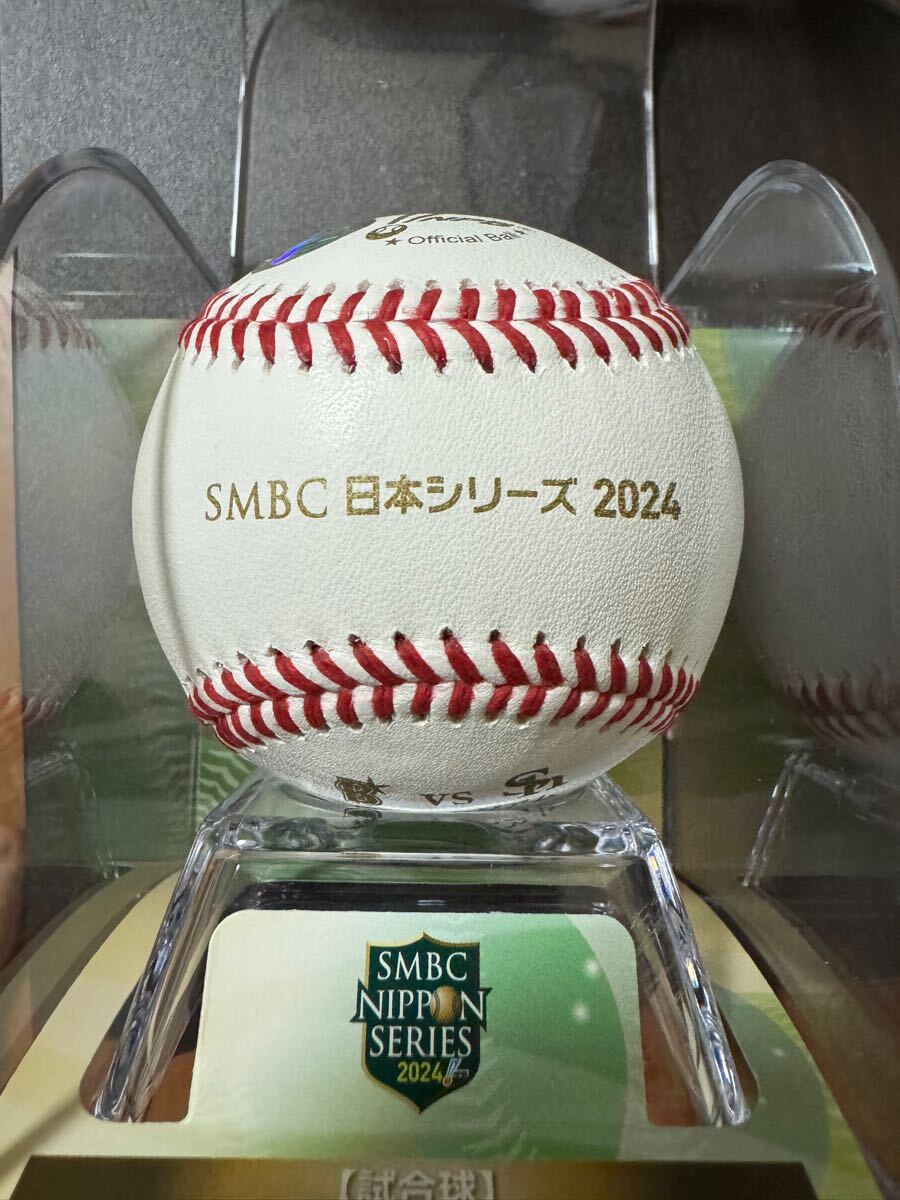 ★ Official Ball
SMBC 日本シリーズ 2024
VS
SMBC
NIPPON
SERIES
2024
【試合球】